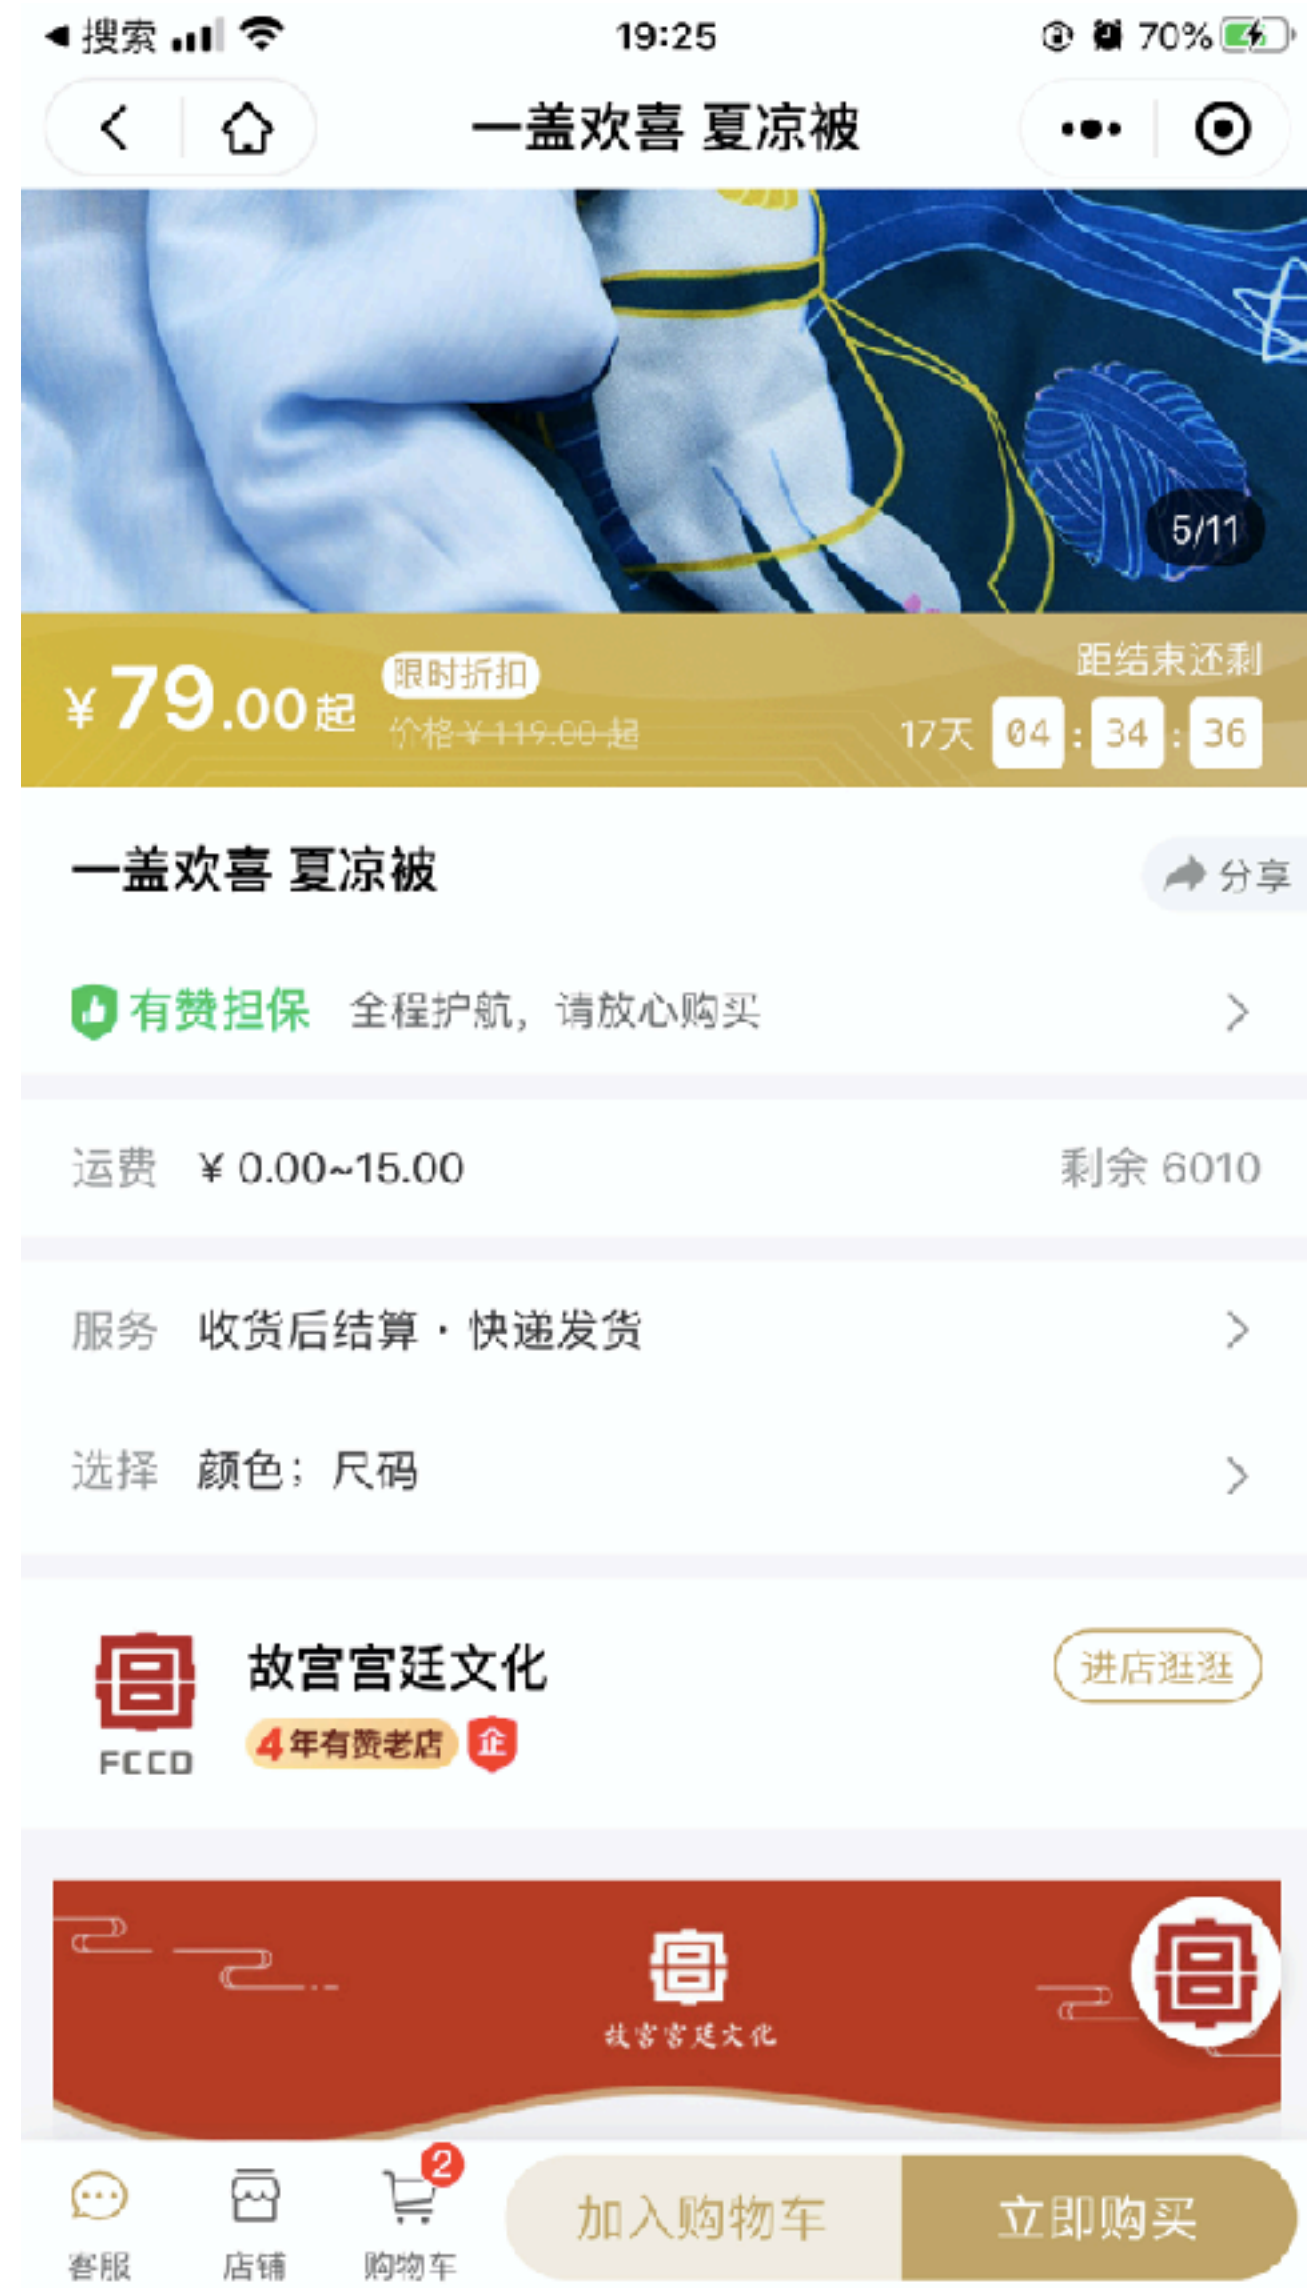 搜索
19:25
70%
一盖欢喜 夏凉被
5/11
¥79.00起
限时折扣
价格¥119.00起
距结束还剩
17天 04:34:36
一盖欢喜 夏凉被
分享
有赞担保 全程护航，请放心购买
运费 ¥ 0.00~15.00
剩余 6010
服务 收货后结算 · 快递发货
选择 颜色；尺码
故宫宫廷文化
进店逛逛
FCCD
4年有赞老店
企
故宫宫廷文化
2
客服
店铺
购物车
加入购物车
立即购买